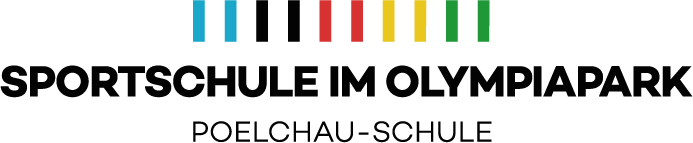 SPORTSCHULE IM OLYMPIAPARK
POELCHAU-SCHULE